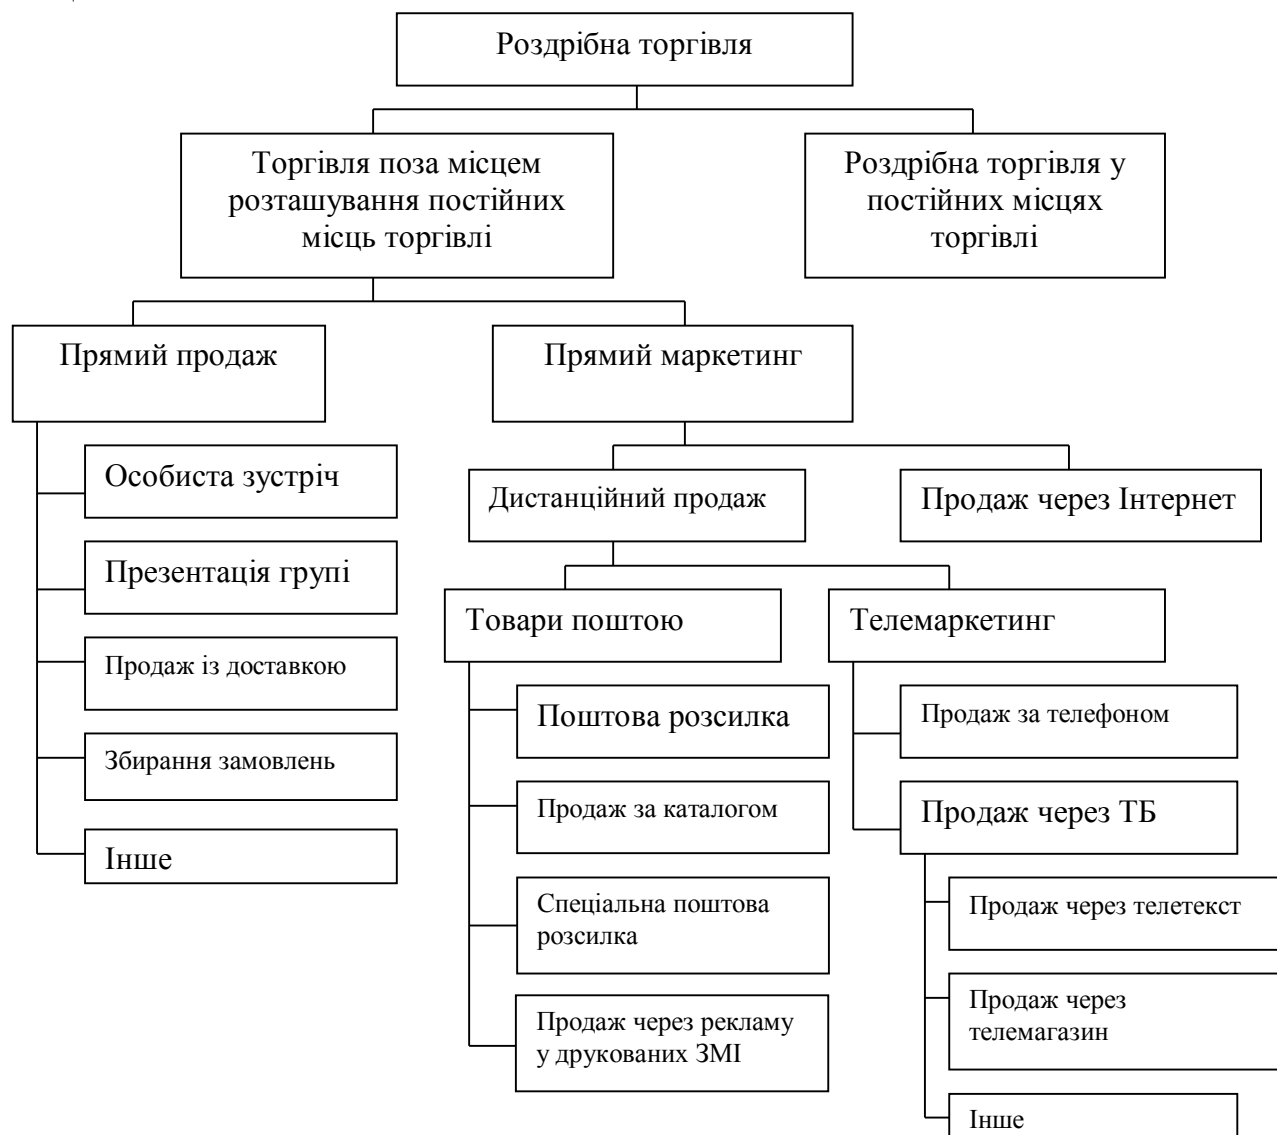 Роздрібна торгівля
Торгівля поза місцем
розташування постійних
місць торгівлі
Роздрібна торгівля у
постійних місцях
торгівлі
Прямий продаж
Прямий маркетинг
Особиста зустріч
Презентація групі
Продаж із доставкою
Збирання замовлень
Інше
Дистанційний продаж
Продаж через Інтернет
Товари поштою
Телемаркетинг
Поштова розсилка
Продаж за каталогом
Спеціальна поштова
розсилка
Продаж через рекламу
у друкованих ЗМІ
Продаж за телефоном
Продаж через ТБ
Продаж через телетекст
Продаж через
телемагазин
Інше